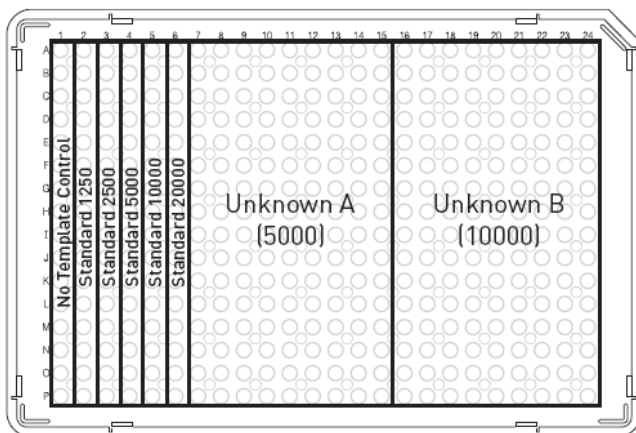 1 2 3 4 5 6 7 8 9 10 11 12 13 14 15 16 17 18 19 20 21 22 23 24
A
B
C
D
E
F
G
H
I
J
K
L
M
N
O
P
No Template Control
Standard 1250
Standard 2500
Standard 5000
Standard 10000
Standard 20000
Unknown A
(5000)
Unknown B
(10000)